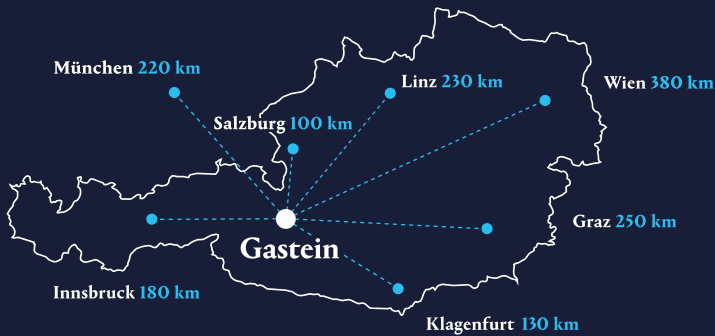 München 220 km
Linz 230 km
Wien 380 km
Salzburg 100 km
Graz 250 km
Gastein
Innsbruck 180 km
Klagenfurt 130 km